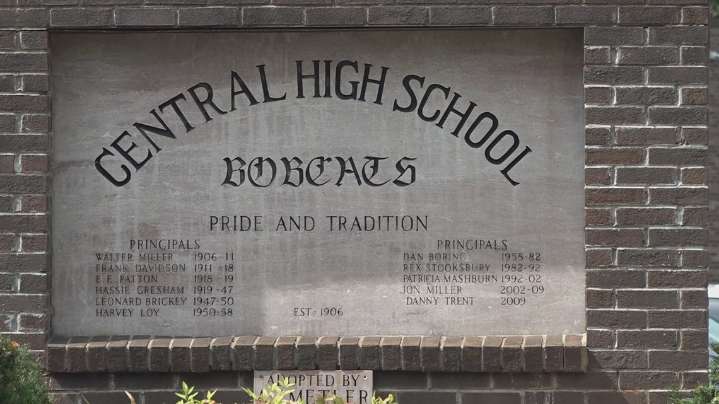 CENTRAL HIGH SCHOOL
BOBCATS
PRIDE AND TRADITION
PRINCIPALS
WALTER MILLER 1906-11
FRANK DAVIDSON 1911-18
E.F. PATTON 1918-19
HASSIE GRESHAM 1919-47
LEONARD BRICKEY 1947-50
HARVEY LOY 1950-58
EST. 1906
PRINCIPALS
DAN BORING 1958-82
REX STOOKSBURY 1982-92
PATRICIA MASHBURN 1992-02
JON MILLER 2002-09
DANNY TRENT 2009
ADOPTED BY
METLER